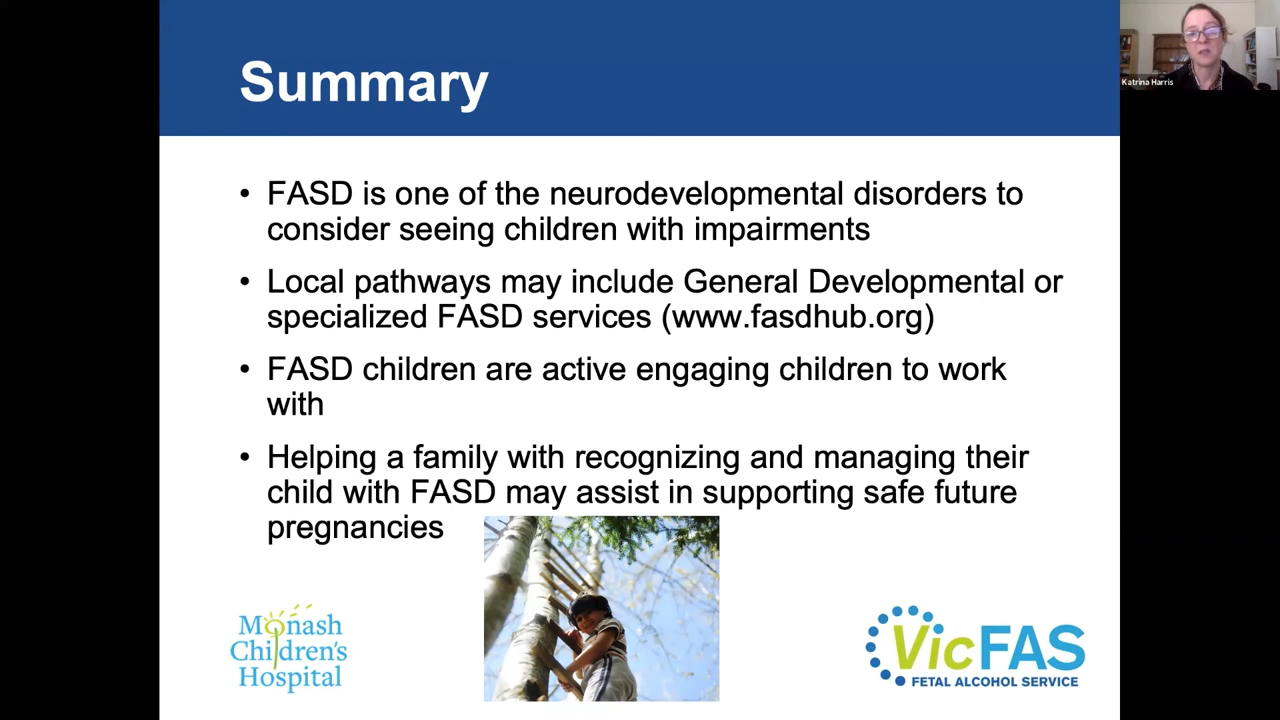 Summary
Katrina Harris
• FASD is one of the neurodevelopmental disorders to
consider seeing children with impairments
• Local pathways may include General Developmental or
specialized FASD services (www.fasdhub.org)
• FASD children are active engaging children to work
with
• Helping a family with recognizing and managing their
child with FASD may assist in supporting safe future
pregnancies
Monash
Children's
Hospital
VicFAS
FETAL ALCOHOL SERVICE